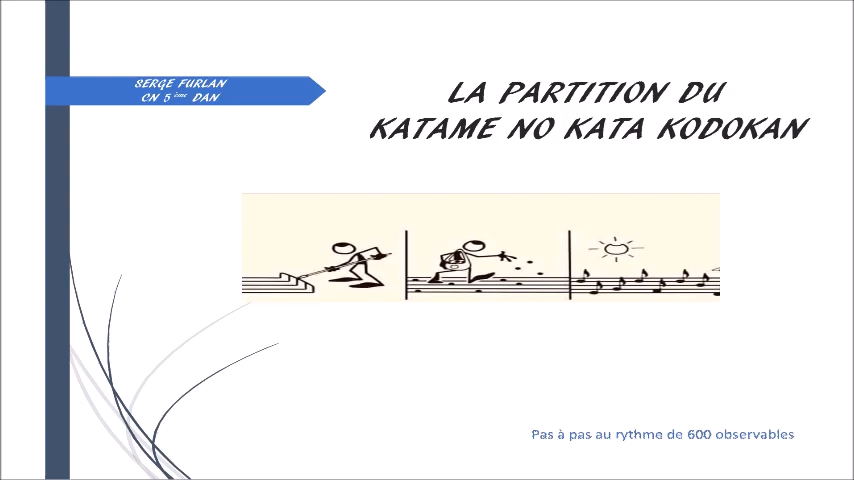 SERGE FURLAN
CN 5 ème DAN
LA PARTITION DU
KATAME NO KATA KODOKAN
Pas à pas au rythme de 600 observables